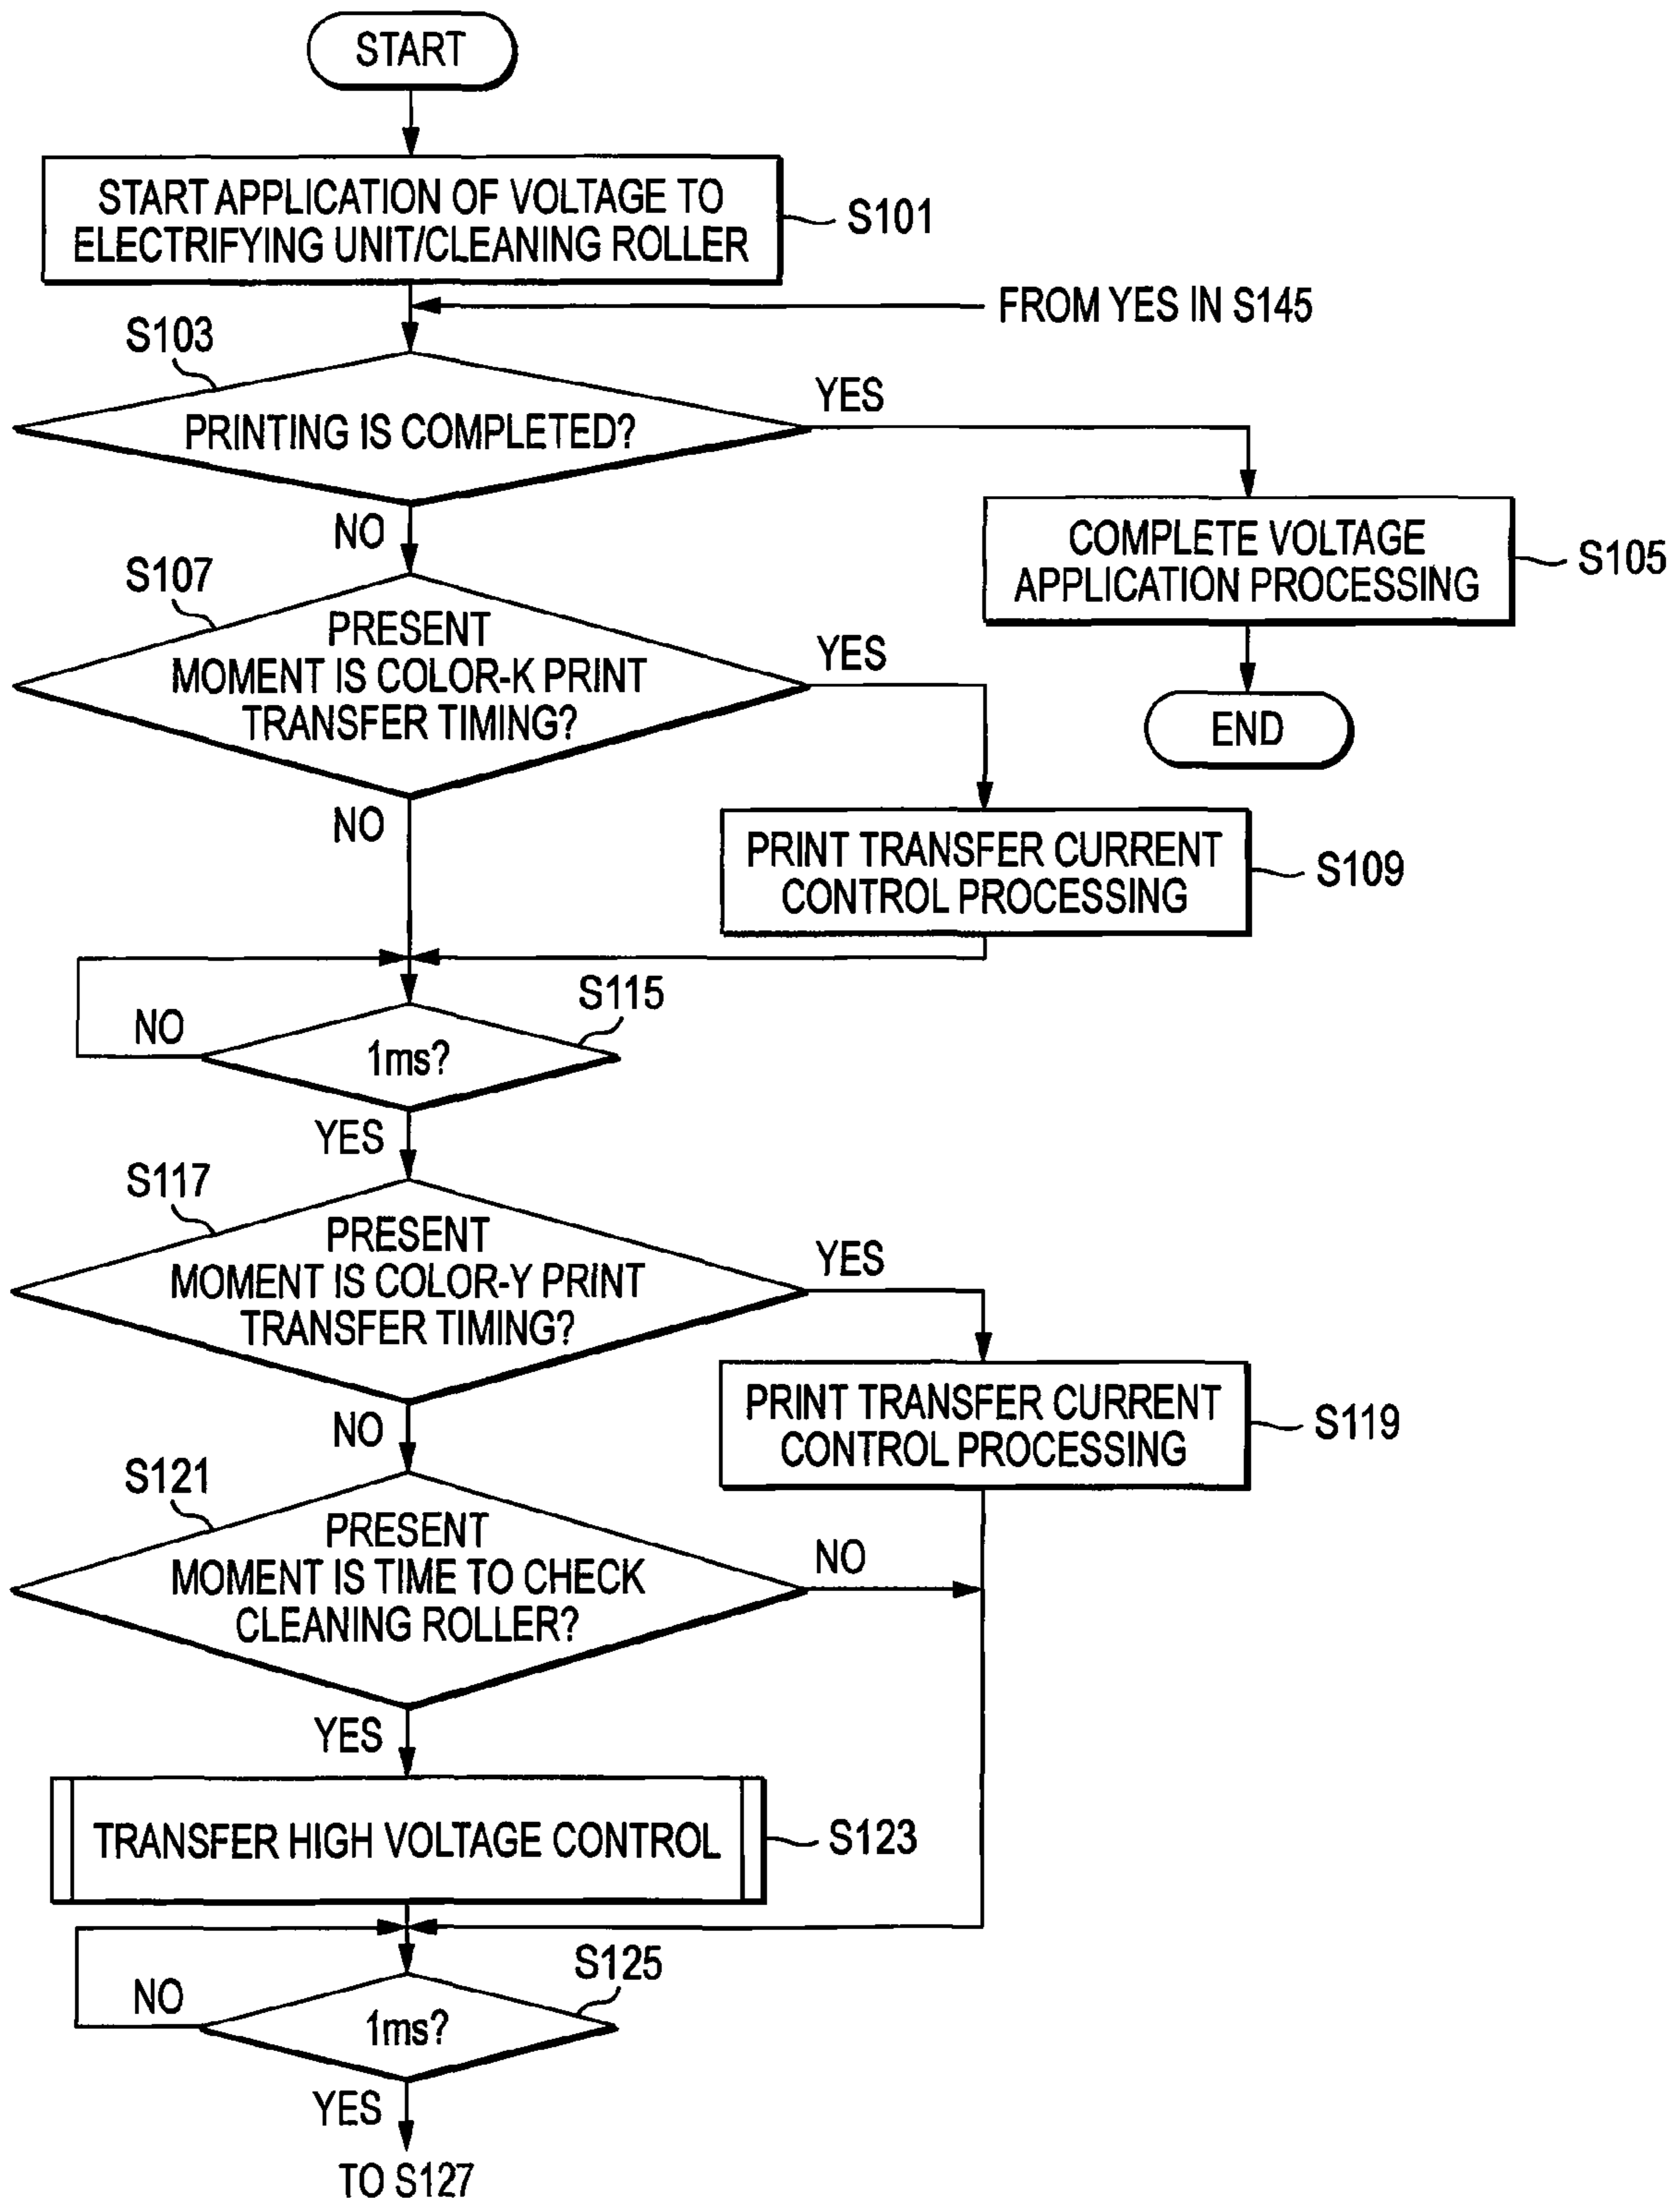 START
START APPLICATION OF VOLTAGE TO
ELECTRIFYING UNIT/CLEANING ROLLER
S101
FROM YES IN S145
S103
PRINTING IS COMPLETED?
YES
NO
COMPLETE VOLTAGE
APPLICATION PROCESSING
S105
END
S107
PRESENT
MOMENT IS COLOR-K PRINT
TRANSFER TIMING?
YES
NO
PRINT TRANSFER CURRENT
CONTROL PROCESSING
S109
S115
1ms?
NO
YES
S117
PRESENT
MOMENT IS COLOR-Y PRINT
TRANSFER TIMING?
YES
NO
PRINT TRANSFER CURRENT
CONTROL PROCESSING
S119
S121
PRESENT
MOMENT IS TIME TO CHECK
CLEANING ROLLER?
NO
YES
TRANSFER HIGH VOLTAGE CONTROL
S123
S125
1ms?
NO
YES
TO S127